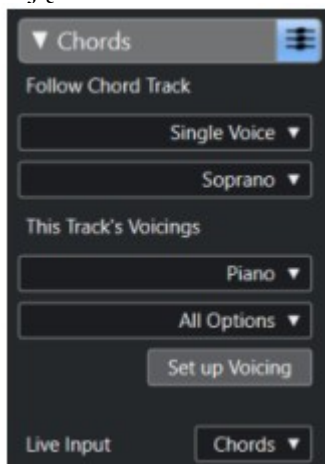 Chords
Follow Chord Track
Single Voice
Soprano
This Track's Voicings
Piano
All Options
Set up Voicing
Live Input Chords